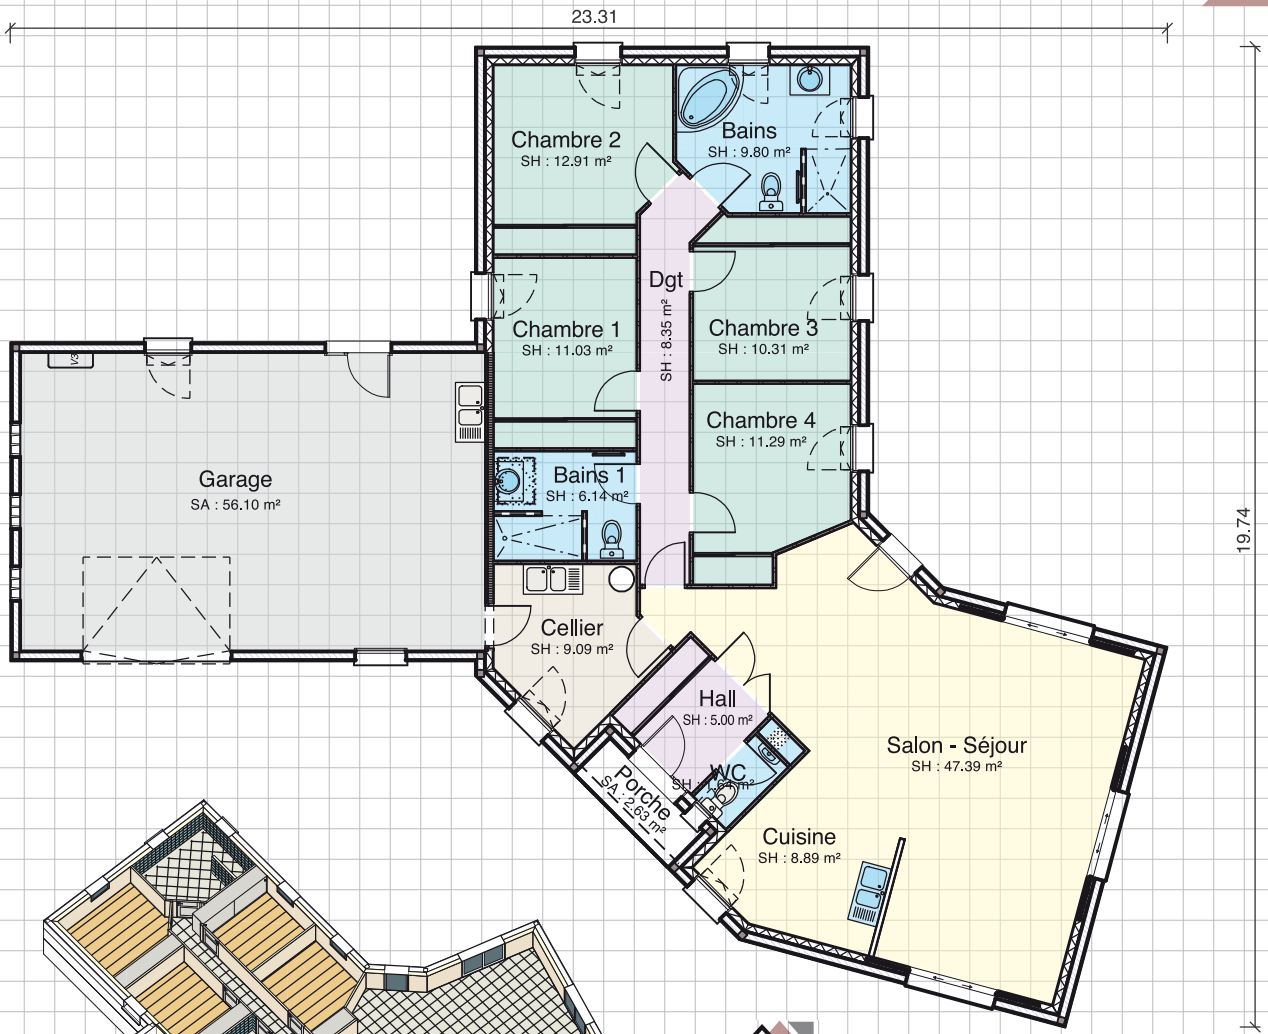 23.31
Chambre 2
SH : 12.91 m²
Bains
SH : 9.80 m²
Dgt
SH : 8.35 m²
Chambre 1
SH : 11.03 m²
Chambre 3
SH : 10.31 m²
Chambre 4
SH : 11.29 m²
Garage
SA : 56.10 m²
Bains 1
SH : 6.14 m²
19.74
Cellier
SH : 9.09 m²
Hall
SH : 5.00 m²
Salon - Séjour
SH : 47.39 m²
WC
SH : 1.64 m²
Porche
SA : 2.63 m²
Cuisine
SH : 8.89 m²